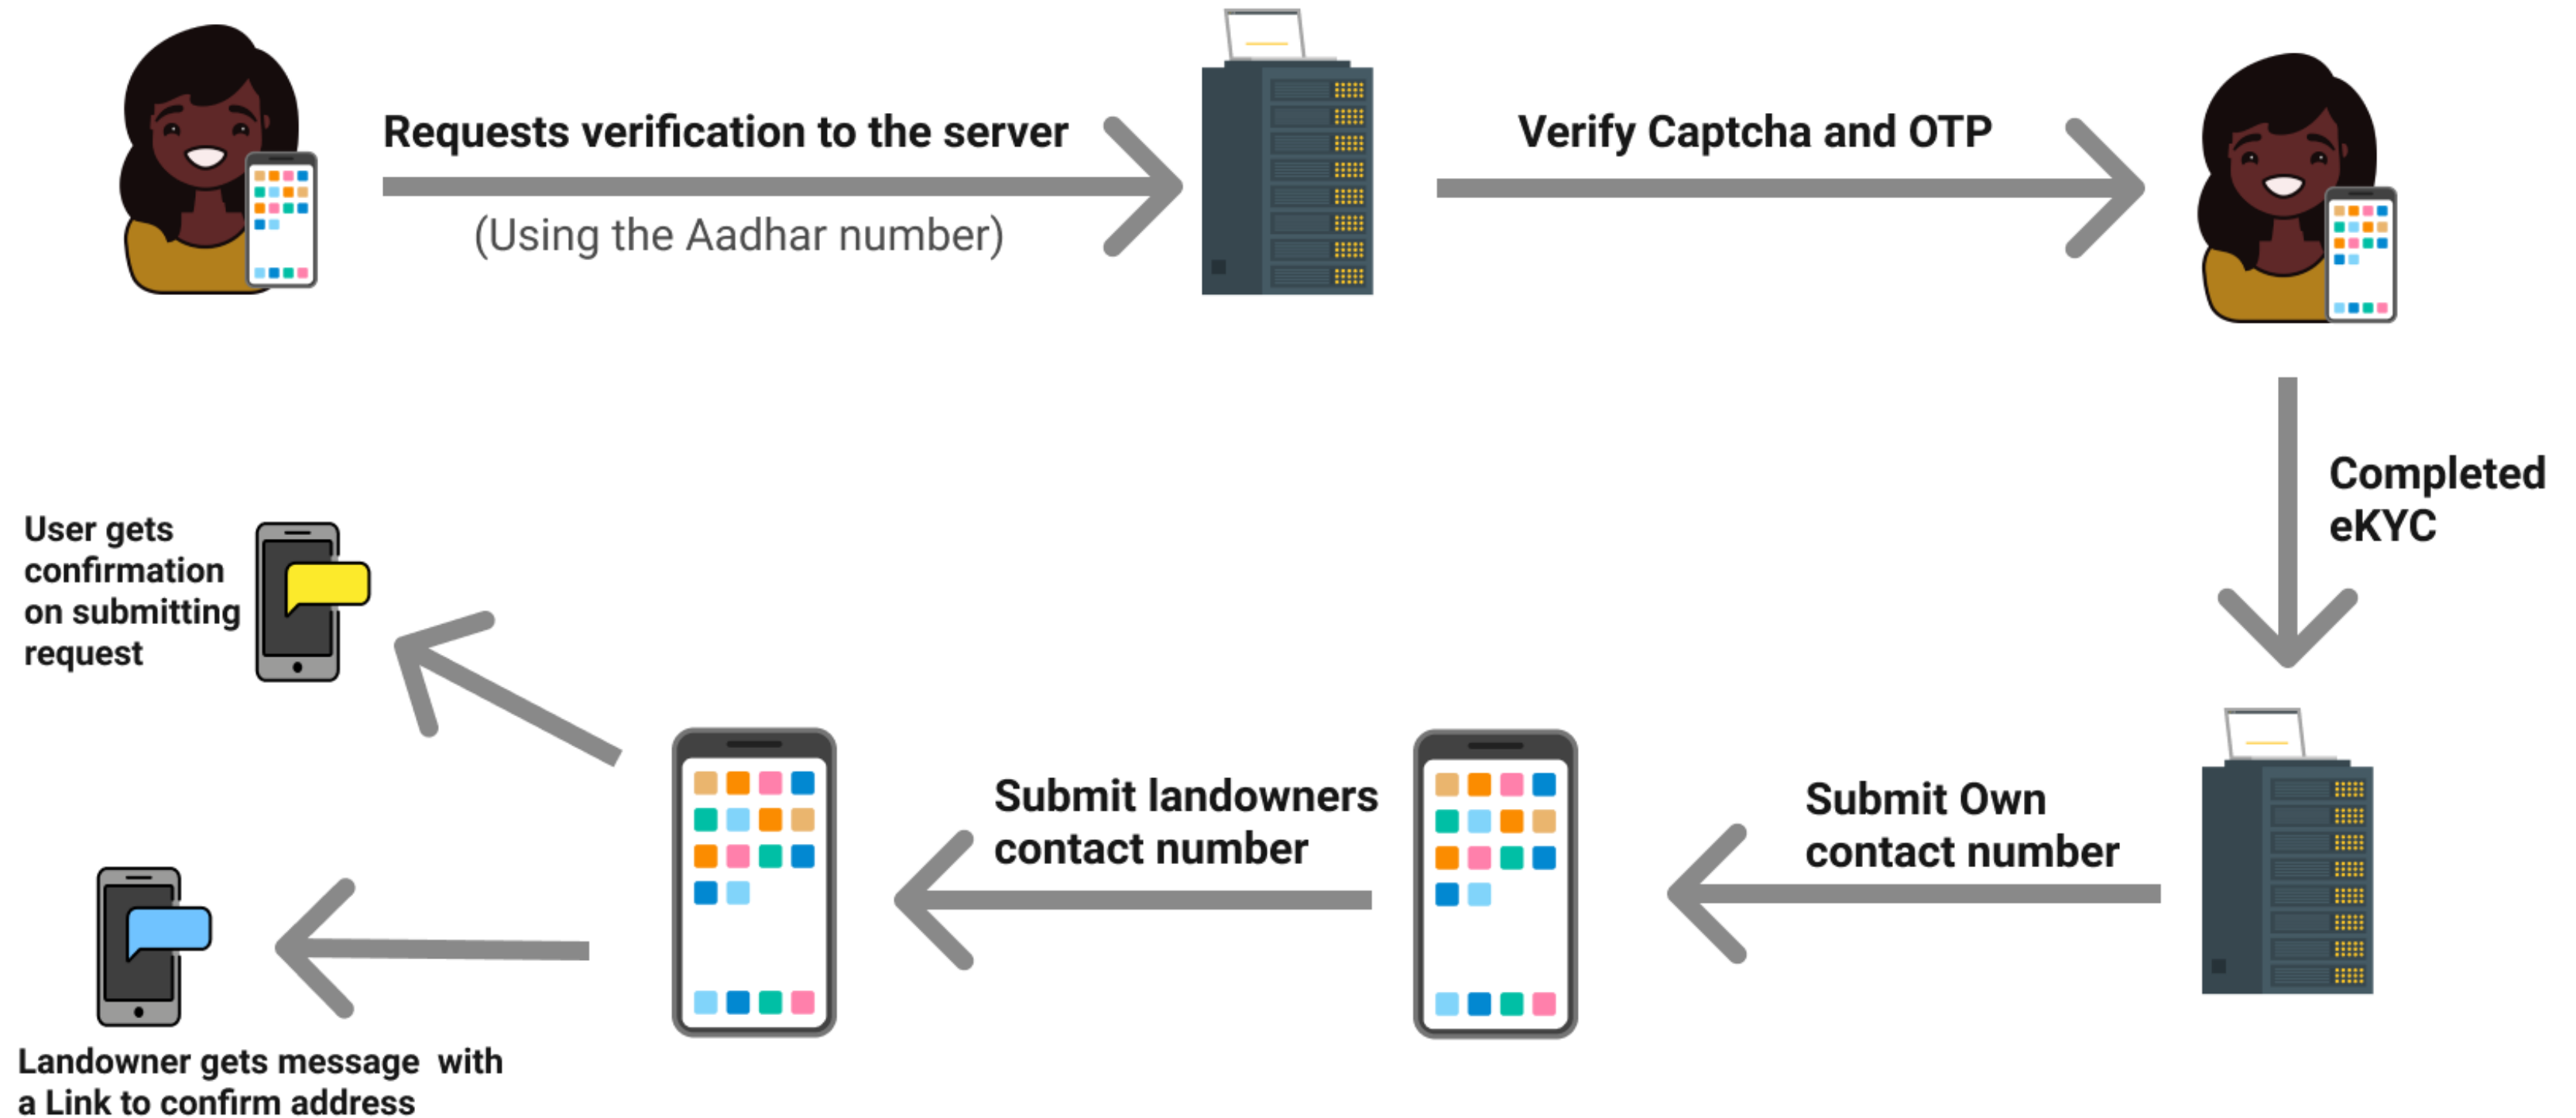 Requests verification to the server
(Using the Aadhar number)
Verify Captcha and OTP
Completed
eKYC
Submit Own
contact number
Submit landowners
contact number
User gets
confirmation
on submitting
request
Landowner gets message with
a Link to confirm address